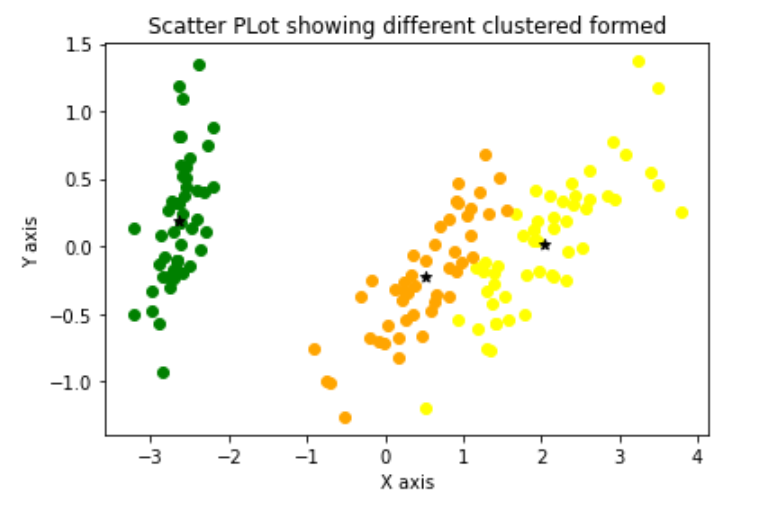 Scatter PLot showing different clustered formed
1.5
1.0
0.5
0.0
−0.5
−1.0
Y axis
−3 −2 −1 0 1 2 3 4
X axis